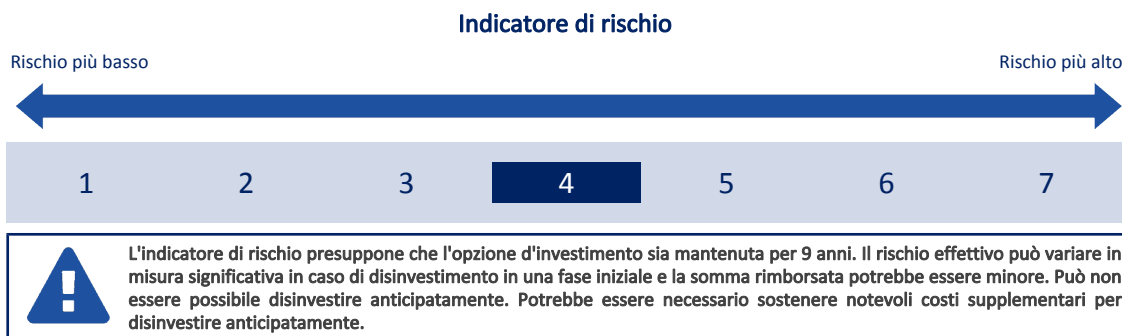 Indicatore di rischio
Rischio più basso
Rischio più alto
1 2 3 4 5 6 7
L'indicatore di rischio presuppone che l'opzione d'investimento sia mantenuta per 9 anni. Il rischio effettivo può variare in
misura significativa in caso di disinvestimento in una fase iniziale e la somma rimborsata potrebbe essere minore. Può non
essere possibile disinvestire anticipatamente. Potrebbe essere necessario sostenere notevoli costi supplementari per
disinvestire anticipatamente.